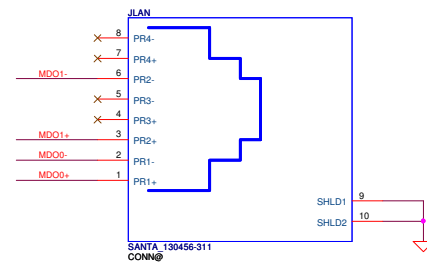 JLAN
8 PR4-
7 PR4+
MDO1- 6 PR2-
5 PR3-
4 PR3+
MDO1+ 3 PR2+
MDO0- 2 PR1-
MDO0+ 1 PR1+
SHLD1 9
SHLD2 10
SANTA_130456-311
CONN@